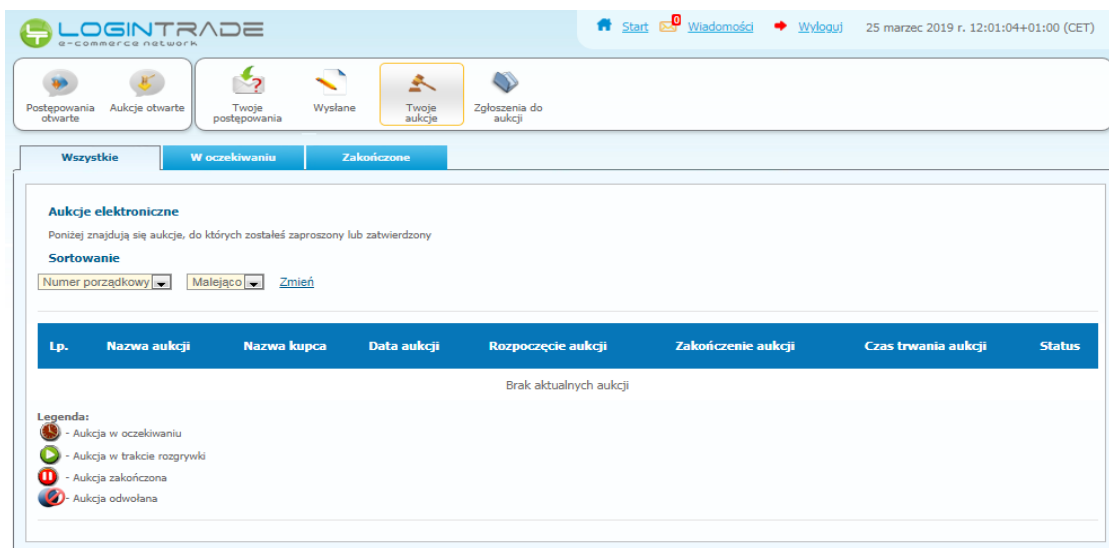 LOGINTRADE
e-commerce network
Start 0 Wiadomości Wyloguj 25 marzec 2019 r. 12:01:04+01:00 (CET)
Postępowania otwarte
Aukcje otwarte
Twoje postępowania
Wysłane
Twoje aukcje
Zgłoszenia do aukcji
Wszystkie W oczekiwaniu Zakończone
Aukcje elektroniczne
Poniżej znajdują się aukcje, do których zostałeś zaproszony lub zatwierdzony
Sortowanie
Numer porządkowy Malejąco Zmień
Lp. Nazwa aukcji Nazwa kupca Data aukcji Rozpoczęcie aukcji Zakończenie aukcji Czas trwania aukcji Status
Brak aktualnych aukcji
Legenda:
- Aukcja w oczekiwaniu
- Aukcja w trakcie rozgrywki
- Aukcja zakończona
- Aukcja odwołana